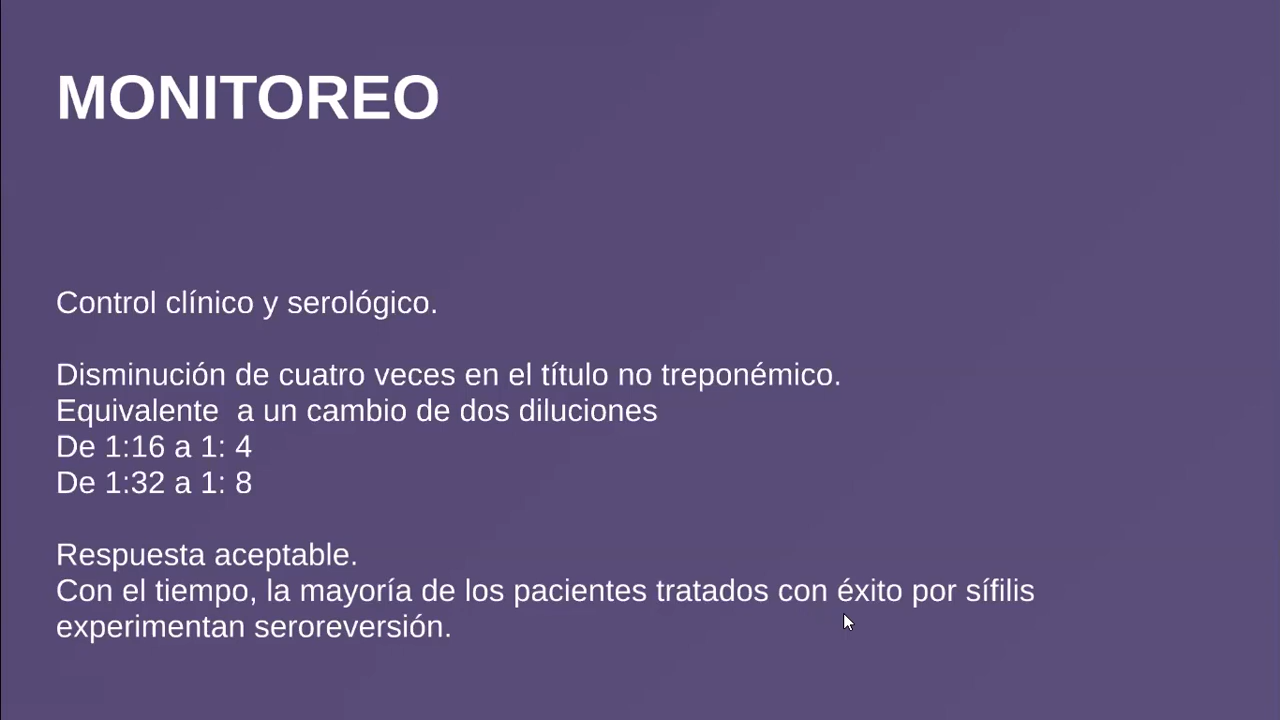 MONITOREO
Control clínico y serológico.
Disminución de cuatro veces en el título no treponémico.
Equivalente  a un cambio de dos diluciones
De 1:16 a 1: 4
De 1:32 a 1: 8
Respuesta aceptable.
Con el tiempo, la mayoría de los pacientes tratados con éxito por sífilis
experimentan seroreversión.